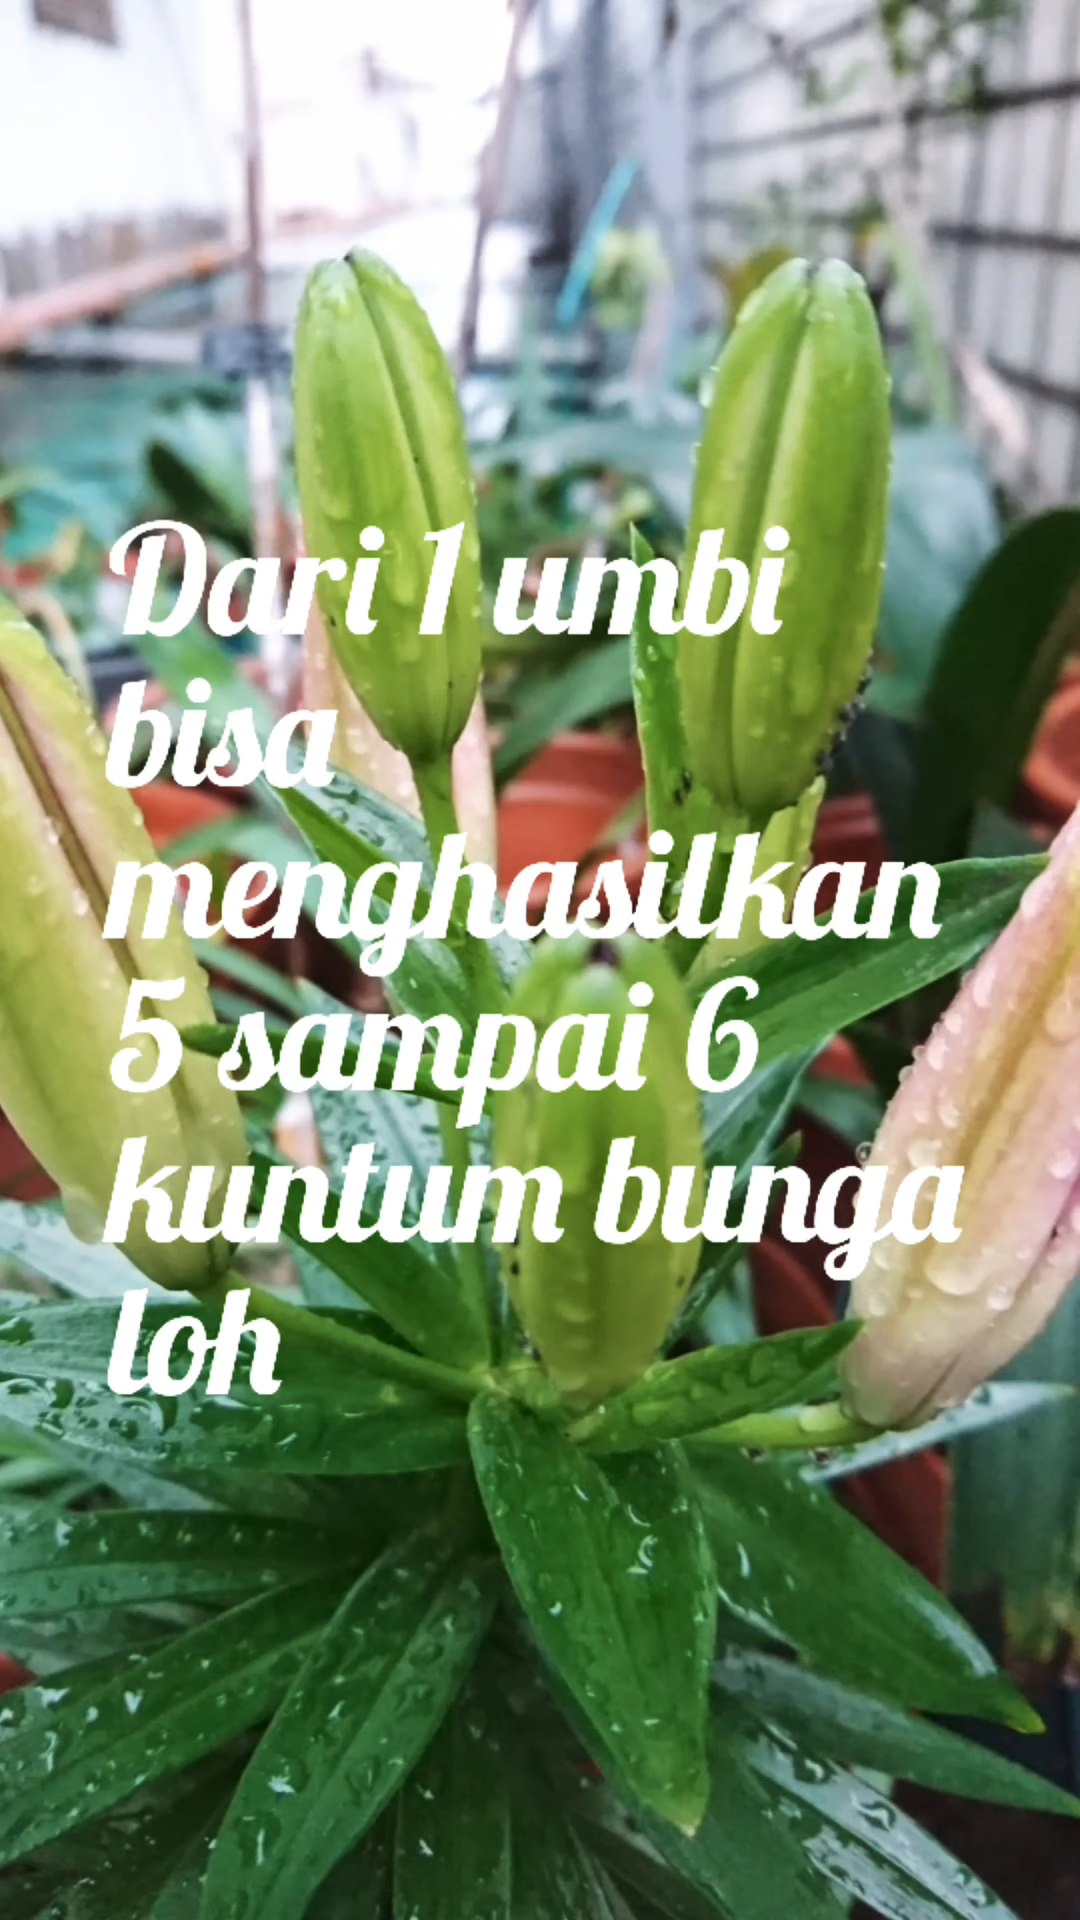 Dari 1 umbi
bisa
menghasilkan
5 sampai 6
kuntum bunga
loh